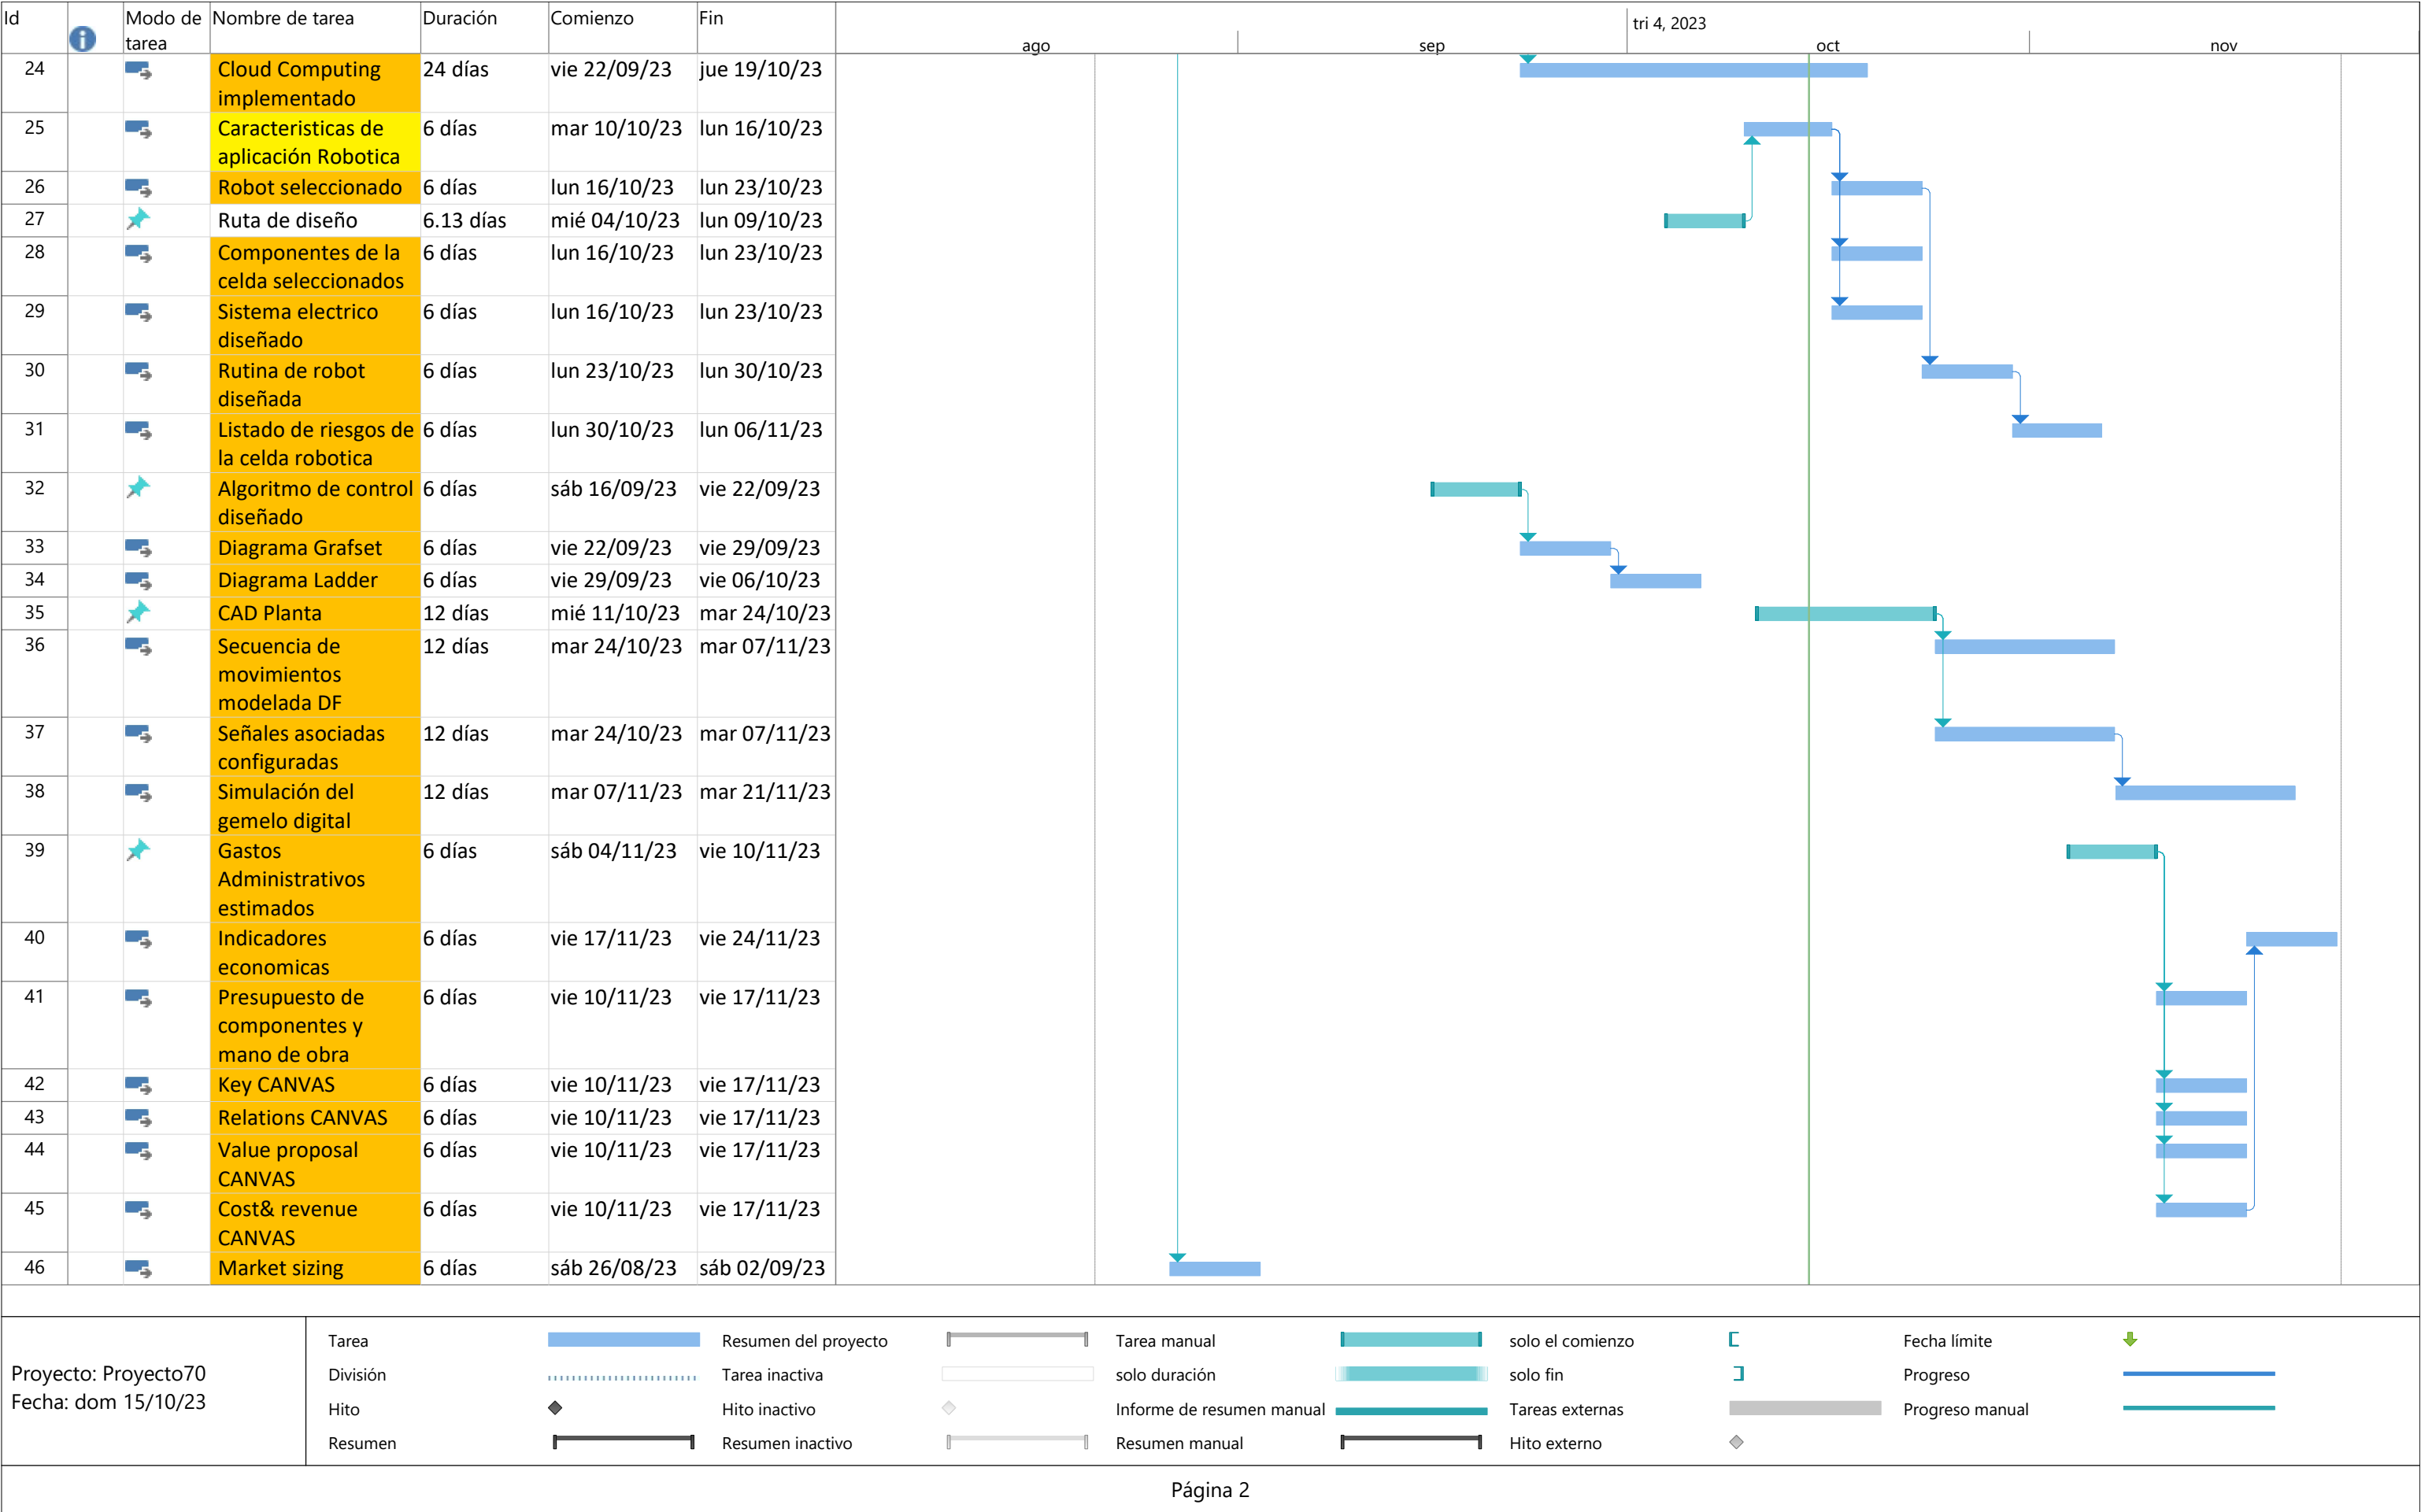 Id Modo de Nombre de tarea Duración Comienzo Fin
tarea
tri 4, 2023
ago sep oct nov
24 Cloud Computing 24 días vie 22/09/23 jue 19/10/23
implementado
25 Caracteristicas de 6 días mar 10/10/23 lun 16/10/23
aplicación Robotica
26 Robot seleccionado 6 días lun 16/10/23 lun 23/10/23
27 Ruta de diseño 6.13 días mié 04/10/23 lun 09/10/23
28 Componentes de la 6 días lun 16/10/23 lun 23/10/23
celda seleccionados
29 Sistema electrico 6 días lun 16/10/23 lun 23/10/23
diseñado
30 Rutina de robot 6 días lun 23/10/23 lun 30/10/23
diseñada
31 Listado de riesgos de 6 días lun 30/10/23 lun 06/11/23
la celda robotica
32 Algoritmo de control 6 días sáb 16/09/23 vie 22/09/23
diseñado
33 Diagrama Grafset 6 días vie 22/09/23 vie 29/09/23
34 Diagrama Ladder 6 días vie 29/09/23 vie 06/10/23
35 CAD Planta 12 días mié 11/10/23 mar 24/10/23
36 Secuencia de 12 días mar 24/10/23 mar 07/11/23
movimientos
modelada DF
37 Señales asociadas 12 días mar 24/10/23 mar 07/11/23
configuradas
38 Simulación del 12 días mar 07/11/23 mar 21/11/23
gemelo digital
39 Gastos 6 días sáb 04/11/23 vie 10/11/23
Administrativos
estimados
40 Indicadores 6 días vie 17/11/23 vie 24/11/23
economicas
41 Presupuesto de 6 días vie 10/11/23 vie 17/11/23
componentes y
mano de obra
42 Key CANVAS 6 días vie 10/11/23 vie 17/11/23
43 Relations CANVAS 6 días vie 10/11/23 vie 17/11/23
44 Value proposal 6 días vie 10/11/23 vie 17/11/23
CANVAS
45 Cost& revenue 6 días vie 10/11/23 vie 17/11/23
CANVAS
46 Market sizing 6 días sáb 26/08/23 sáb 02/09/23
Proyecto: Proyecto70
Fecha: dom 15/10/23
Tarea Resumen del proyecto Tarea manual solo el comienzo Fecha límite
División Tarea inactiva solo duración solo fin Progreso
Hito Hito inactivo Informe de resumen manual Tareas externas Progreso manual
Resumen Resumen inactivo Resumen manual Hito externo
Página 2